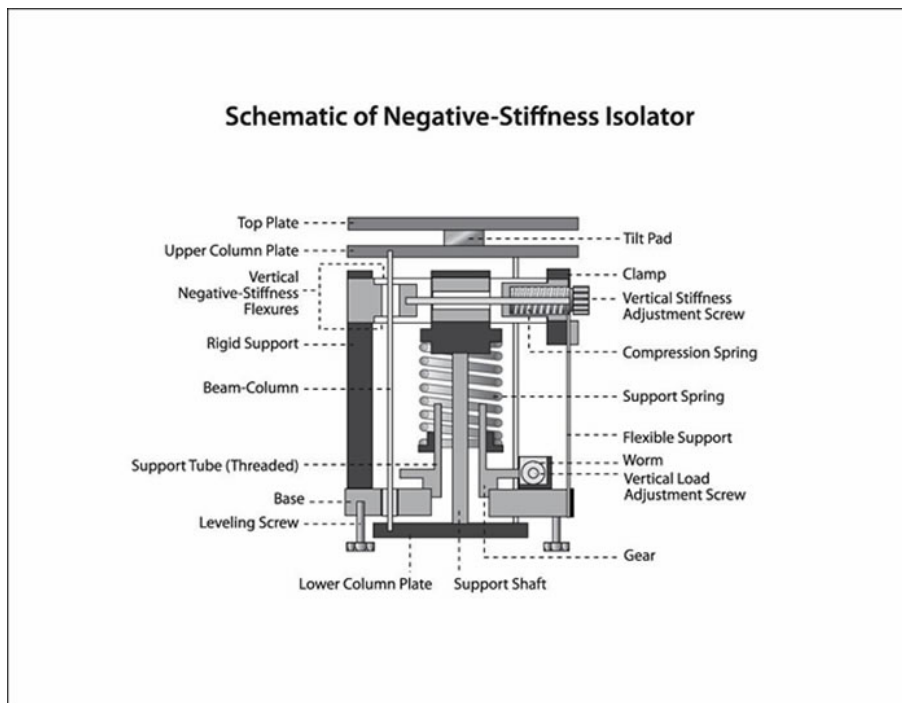 Schematic of Negative-Stiffness Isolator
Top Plate
Upper Column Plate
Vertical
Negative-Stiffness
Flexures
Rigid Support
Beam-Column
Support Tube (Threaded)
Base
Leveling Screw
Lower Column Plate
Support Shaft
Tilt Pad
Clamp
Vertical Stiffness
Adjustment Screw
Compression Spring
Support Spring
Flexible Support
Worm
Vertical Load
Adjustment Screw
Gear